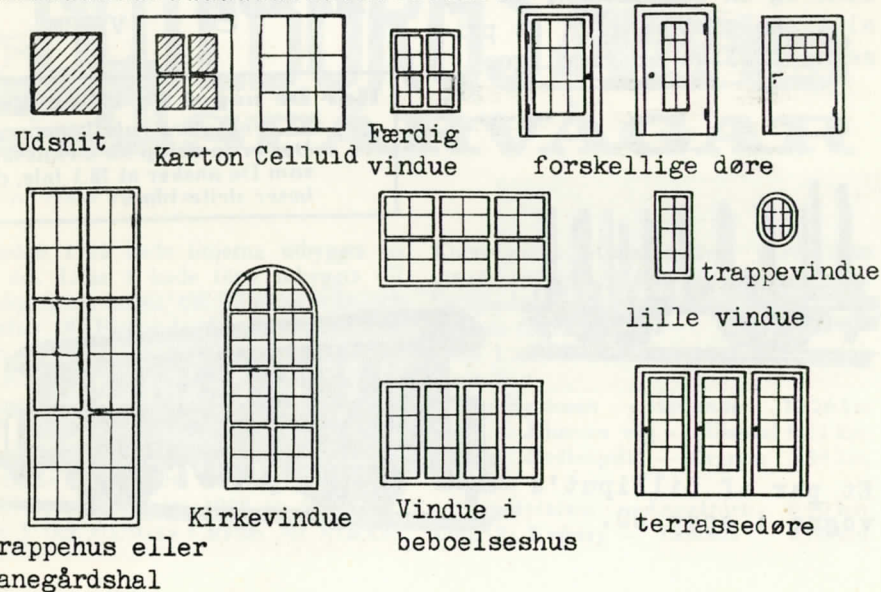 Udsnit
Karton Celluid
Færdig
vindue
forskellige døre
trappevindue
lille vindue
Kirkevindue
Vindue i
beboelseshus
terrassedøre
rappehus eller
anegårdshal